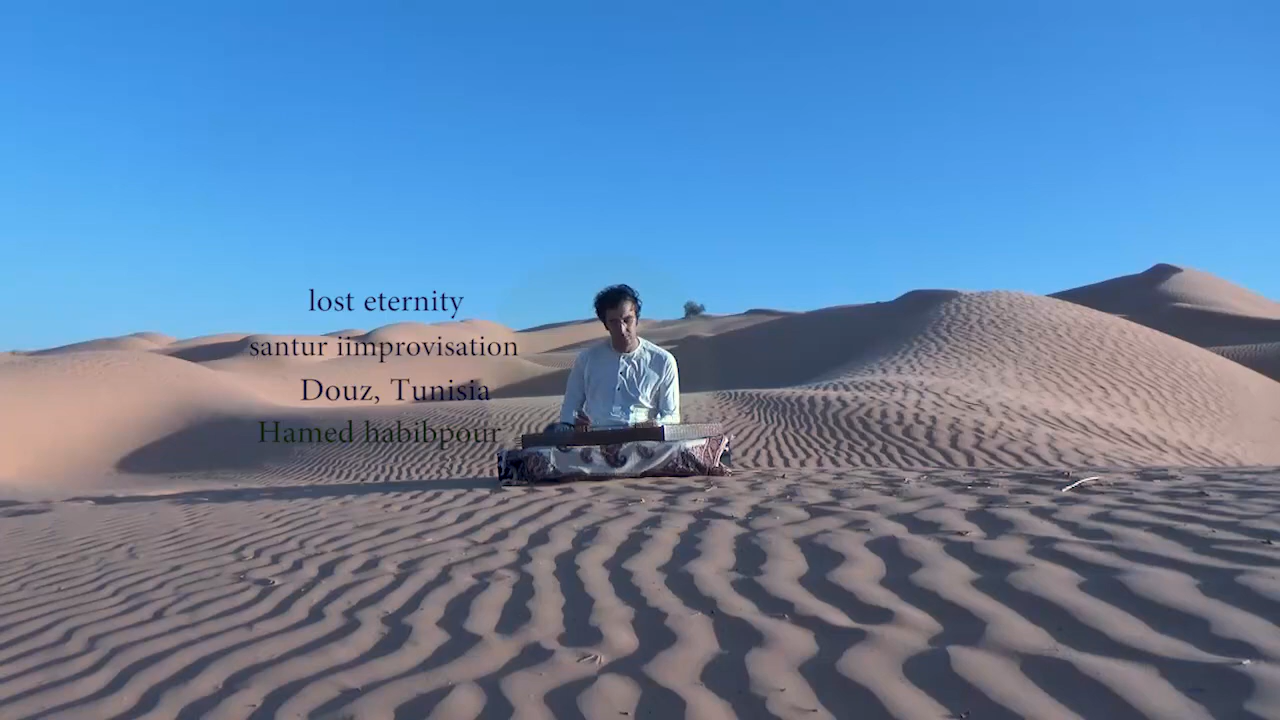 lost eternity
santur iimprovisation
Douz, Tunisia
Hamed habibpour